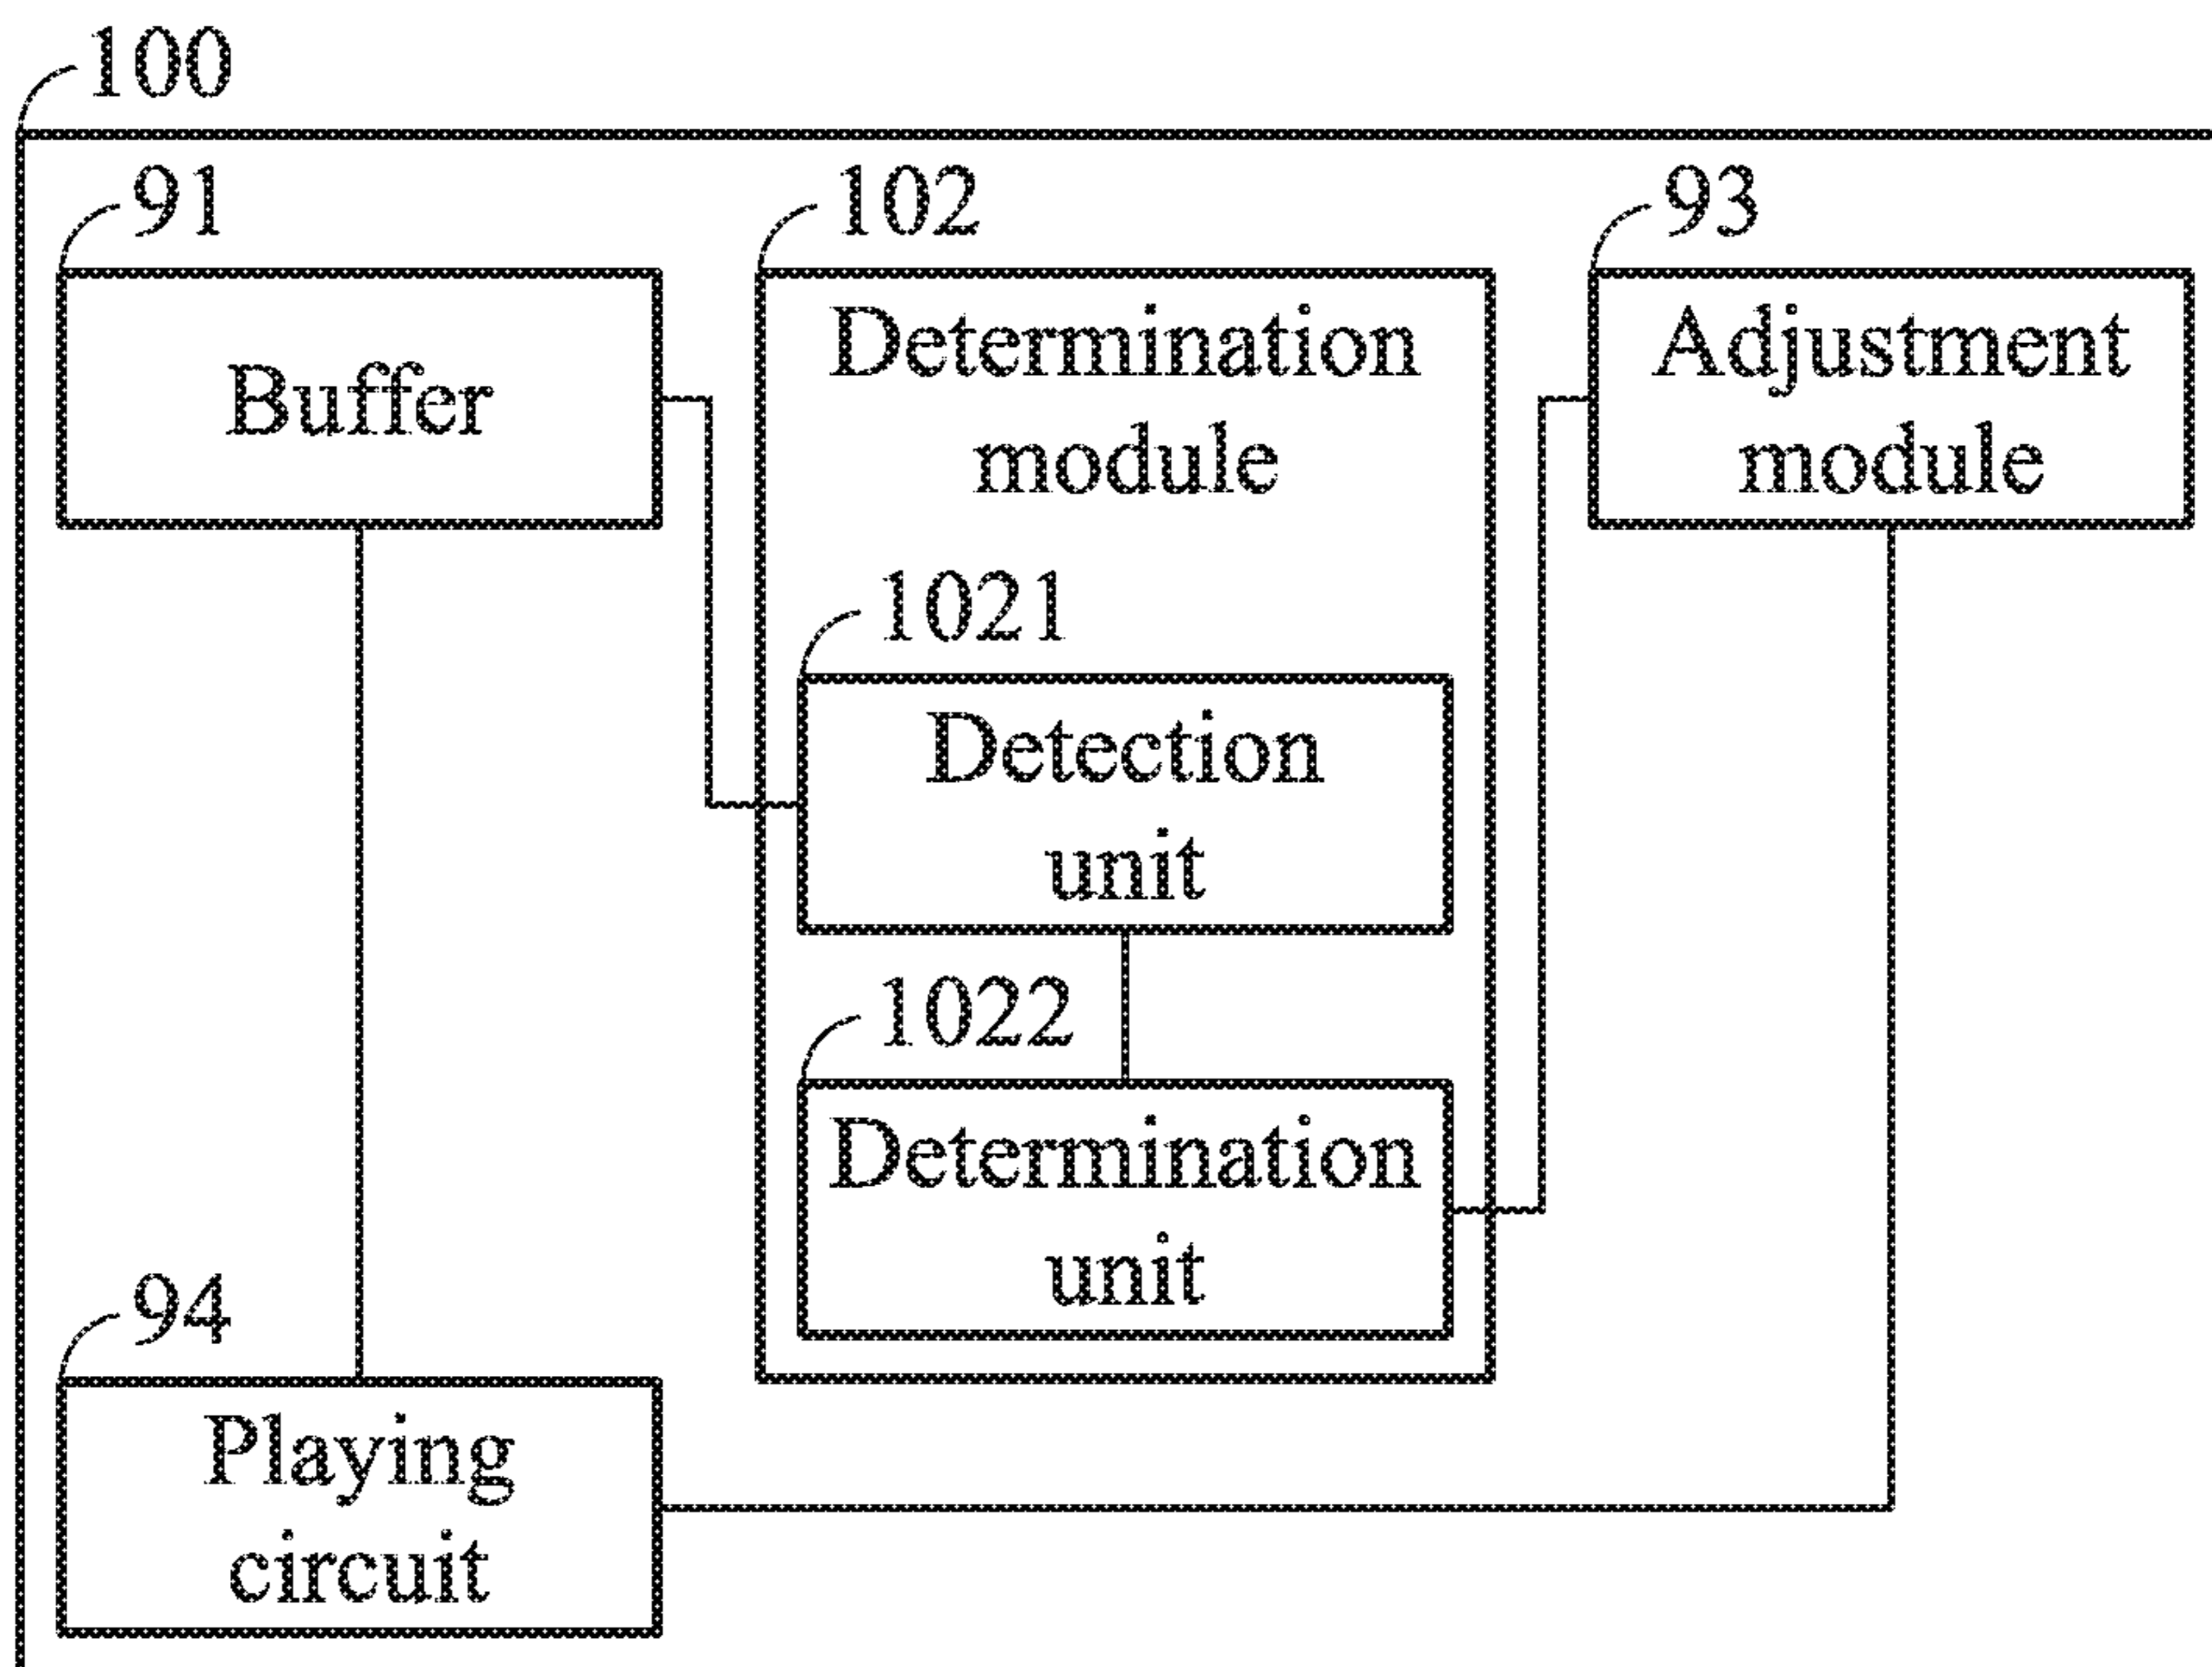 100
91
Buffer
102
Determination
module
1021
Detection
unit
1022
Determination
unit
93
Adjustment
module
94
Playing
circuit